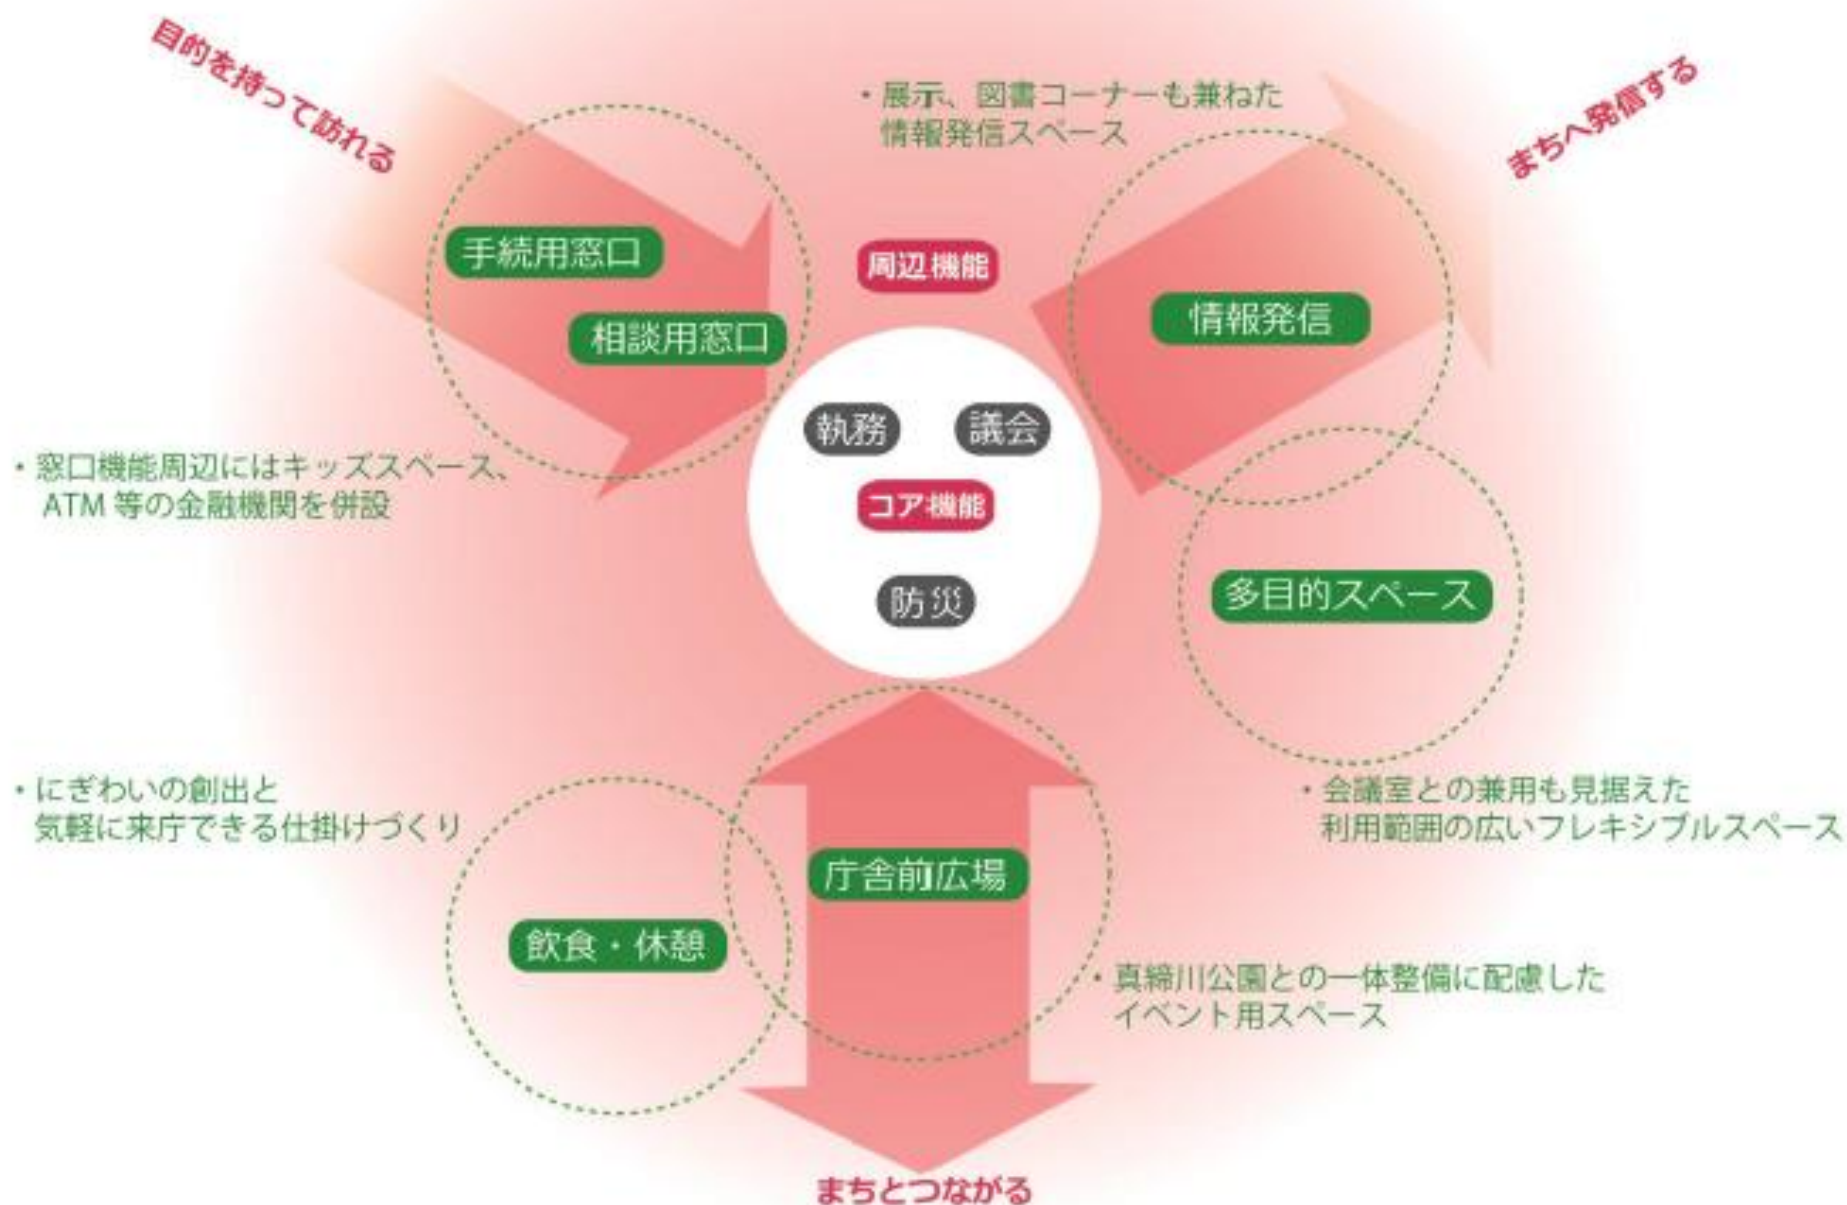 目的を持って訪れる
・展示、図書コーナーも兼ねた
情報発信スペース
まちへ発信する
手続用窓口
相談用窓口
周辺機能
情報発信
・窓口機能周辺にはキッズスペース、
ATM 等の金融機関を併設
執務
議会
コア機能
防災
多目的スペース
・にぎわいの創出と
気軽に来庁できる仕掛けづくり
・会議室との兼用も見据えた
利用範囲の広いフレキシブルスペース
庁舎前広場
飲食・休憩
・真締川公園との一体整備に配慮した
イベント用スペース
まちとつながる